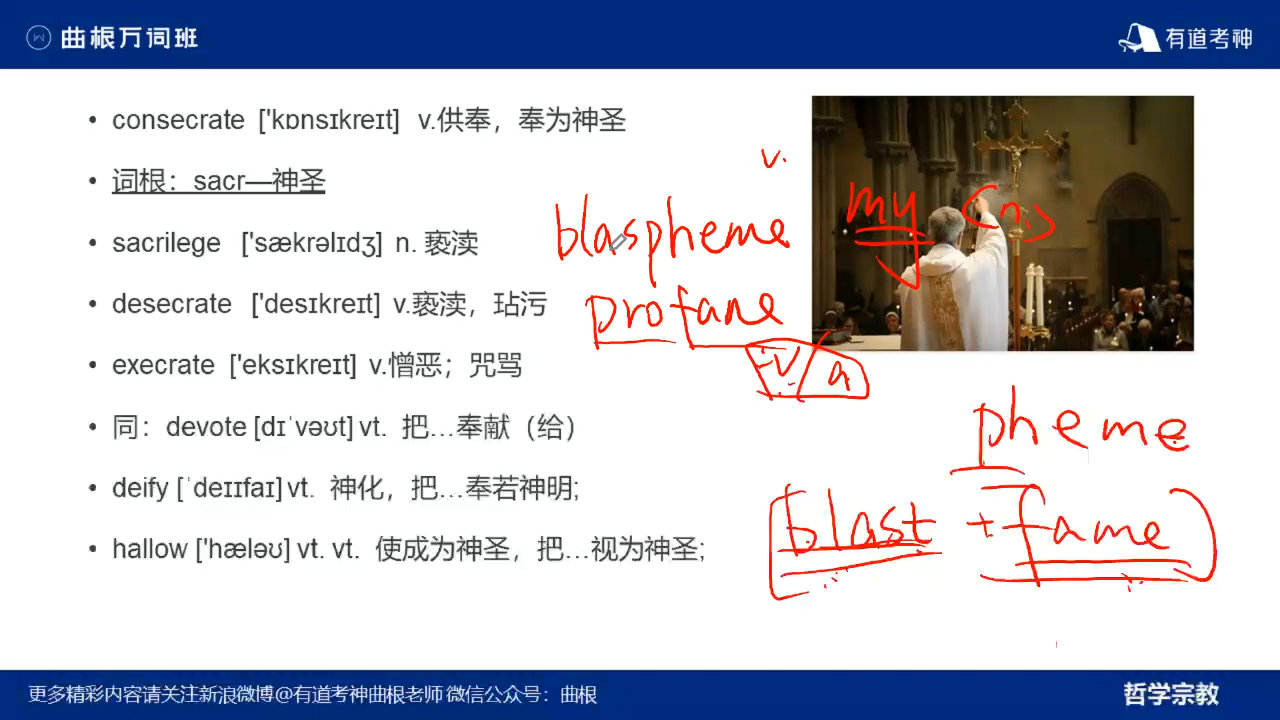 曲根万词班
有道考神
• consecrate ['kɒnsɪkreɪt] v.供奉，奉为神圣
• 词根：sacr—神圣
• sacrilege ['sækrəlɪdʒ] n. 亵渎
• desecrate ['desɪkreɪt] v.亵渎，玷污
• execrate ['eksɪkreɪt] v.憎恶；咒骂
• 同：devote [dɪˈvəʊt] vt. 把…奉献（给）
• deify [ˈdeɪɪfaɪ] vt. 神化，把…奉若神明;
• hallow ['hæləʊ] vt. vt. 使成为神圣，把…视为神圣;
v.
blaspheme my (n.)
profane
v a
pheme
blast + fame
更多精彩内容请关注新浪微博@有道考神曲根老师 微信公众号：曲根
哲学宗教